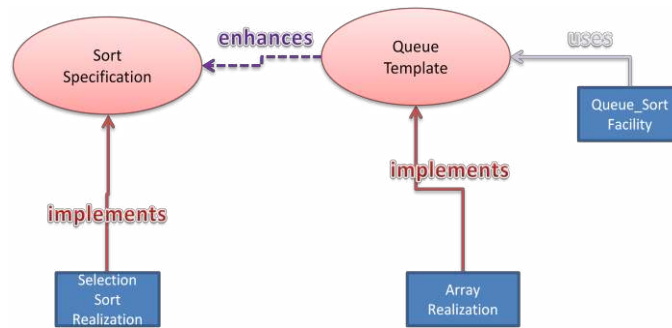 enhances
uses
Sort
Specification
Queue
Template
Queue_Sort
Facility
implements
implements
Selection
Sort
Realization
Array
Realization